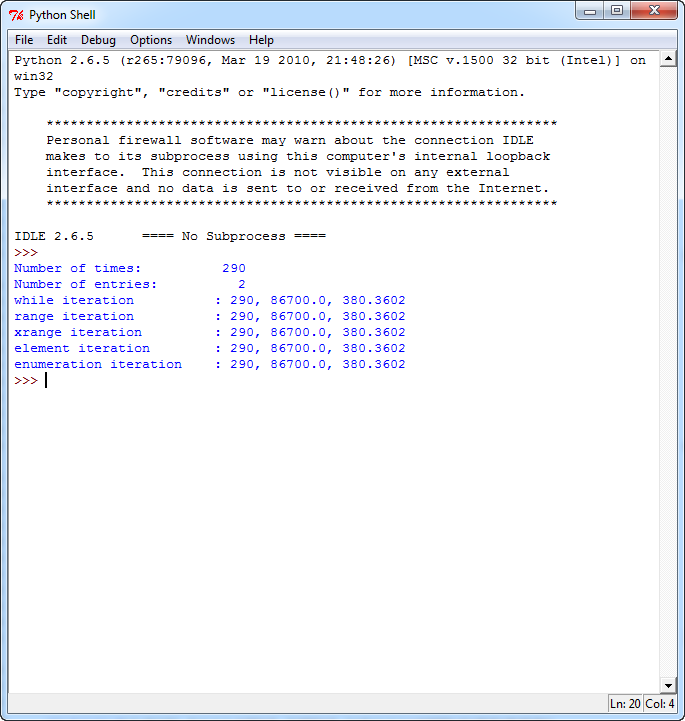 Python Shell
File Edit Debug Options Windows Help
Python 2.6.5 (r265:79096, Mar 19 2010, 21:48:26) [MSC v.1500 32 bit (Intel)] on
win32
Type "copyright", "credits" or "license()" for more information.
****************************************************************
Personal firewall software may warn about the connection IDLE
makes to its subprocess using this computer's internal loopback
interface.  This connection is not visible on any external
interface and no data is sent to or received from the Internet.
****************************************************************
IDLE 2.6.5      ==== No Subprocess ====
>>>
Number of times:          290
Number of entries:          2
while iteration          : 290, 86700.0, 380.3602
range iteration          : 290, 86700.0, 380.3602
xrange iteration         : 290, 86700.0, 380.3602
element iteration        : 290, 86700.0, 380.3602
enumeration iteration    : 290, 86700.0, 380.3602
>>>
Ln: 20 Col: 4